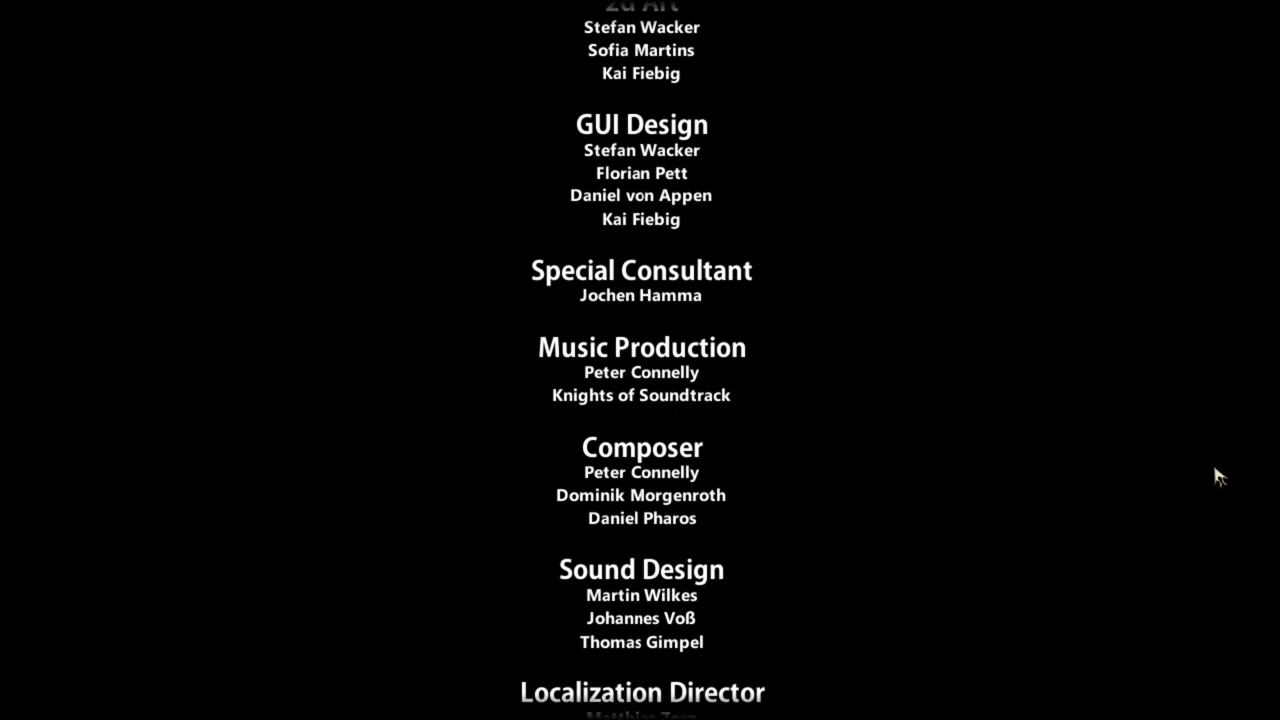 2d Art
Stefan Wacker
Sofia Martins
Kai Fiebig
GUI Design
Stefan Wacker
Florian Pett
Daniel von Appen
Kai Fiebig
Special Consultant
Jochen Hamma
Music Production
Peter Connelly
Knights of Soundtrack
Composer
Peter Connelly
Dominik Morgenroth
Daniel Pharos
Sound Design
Martin Wilkes
Johannes Voß
Thomas Gimpel
Localization Director